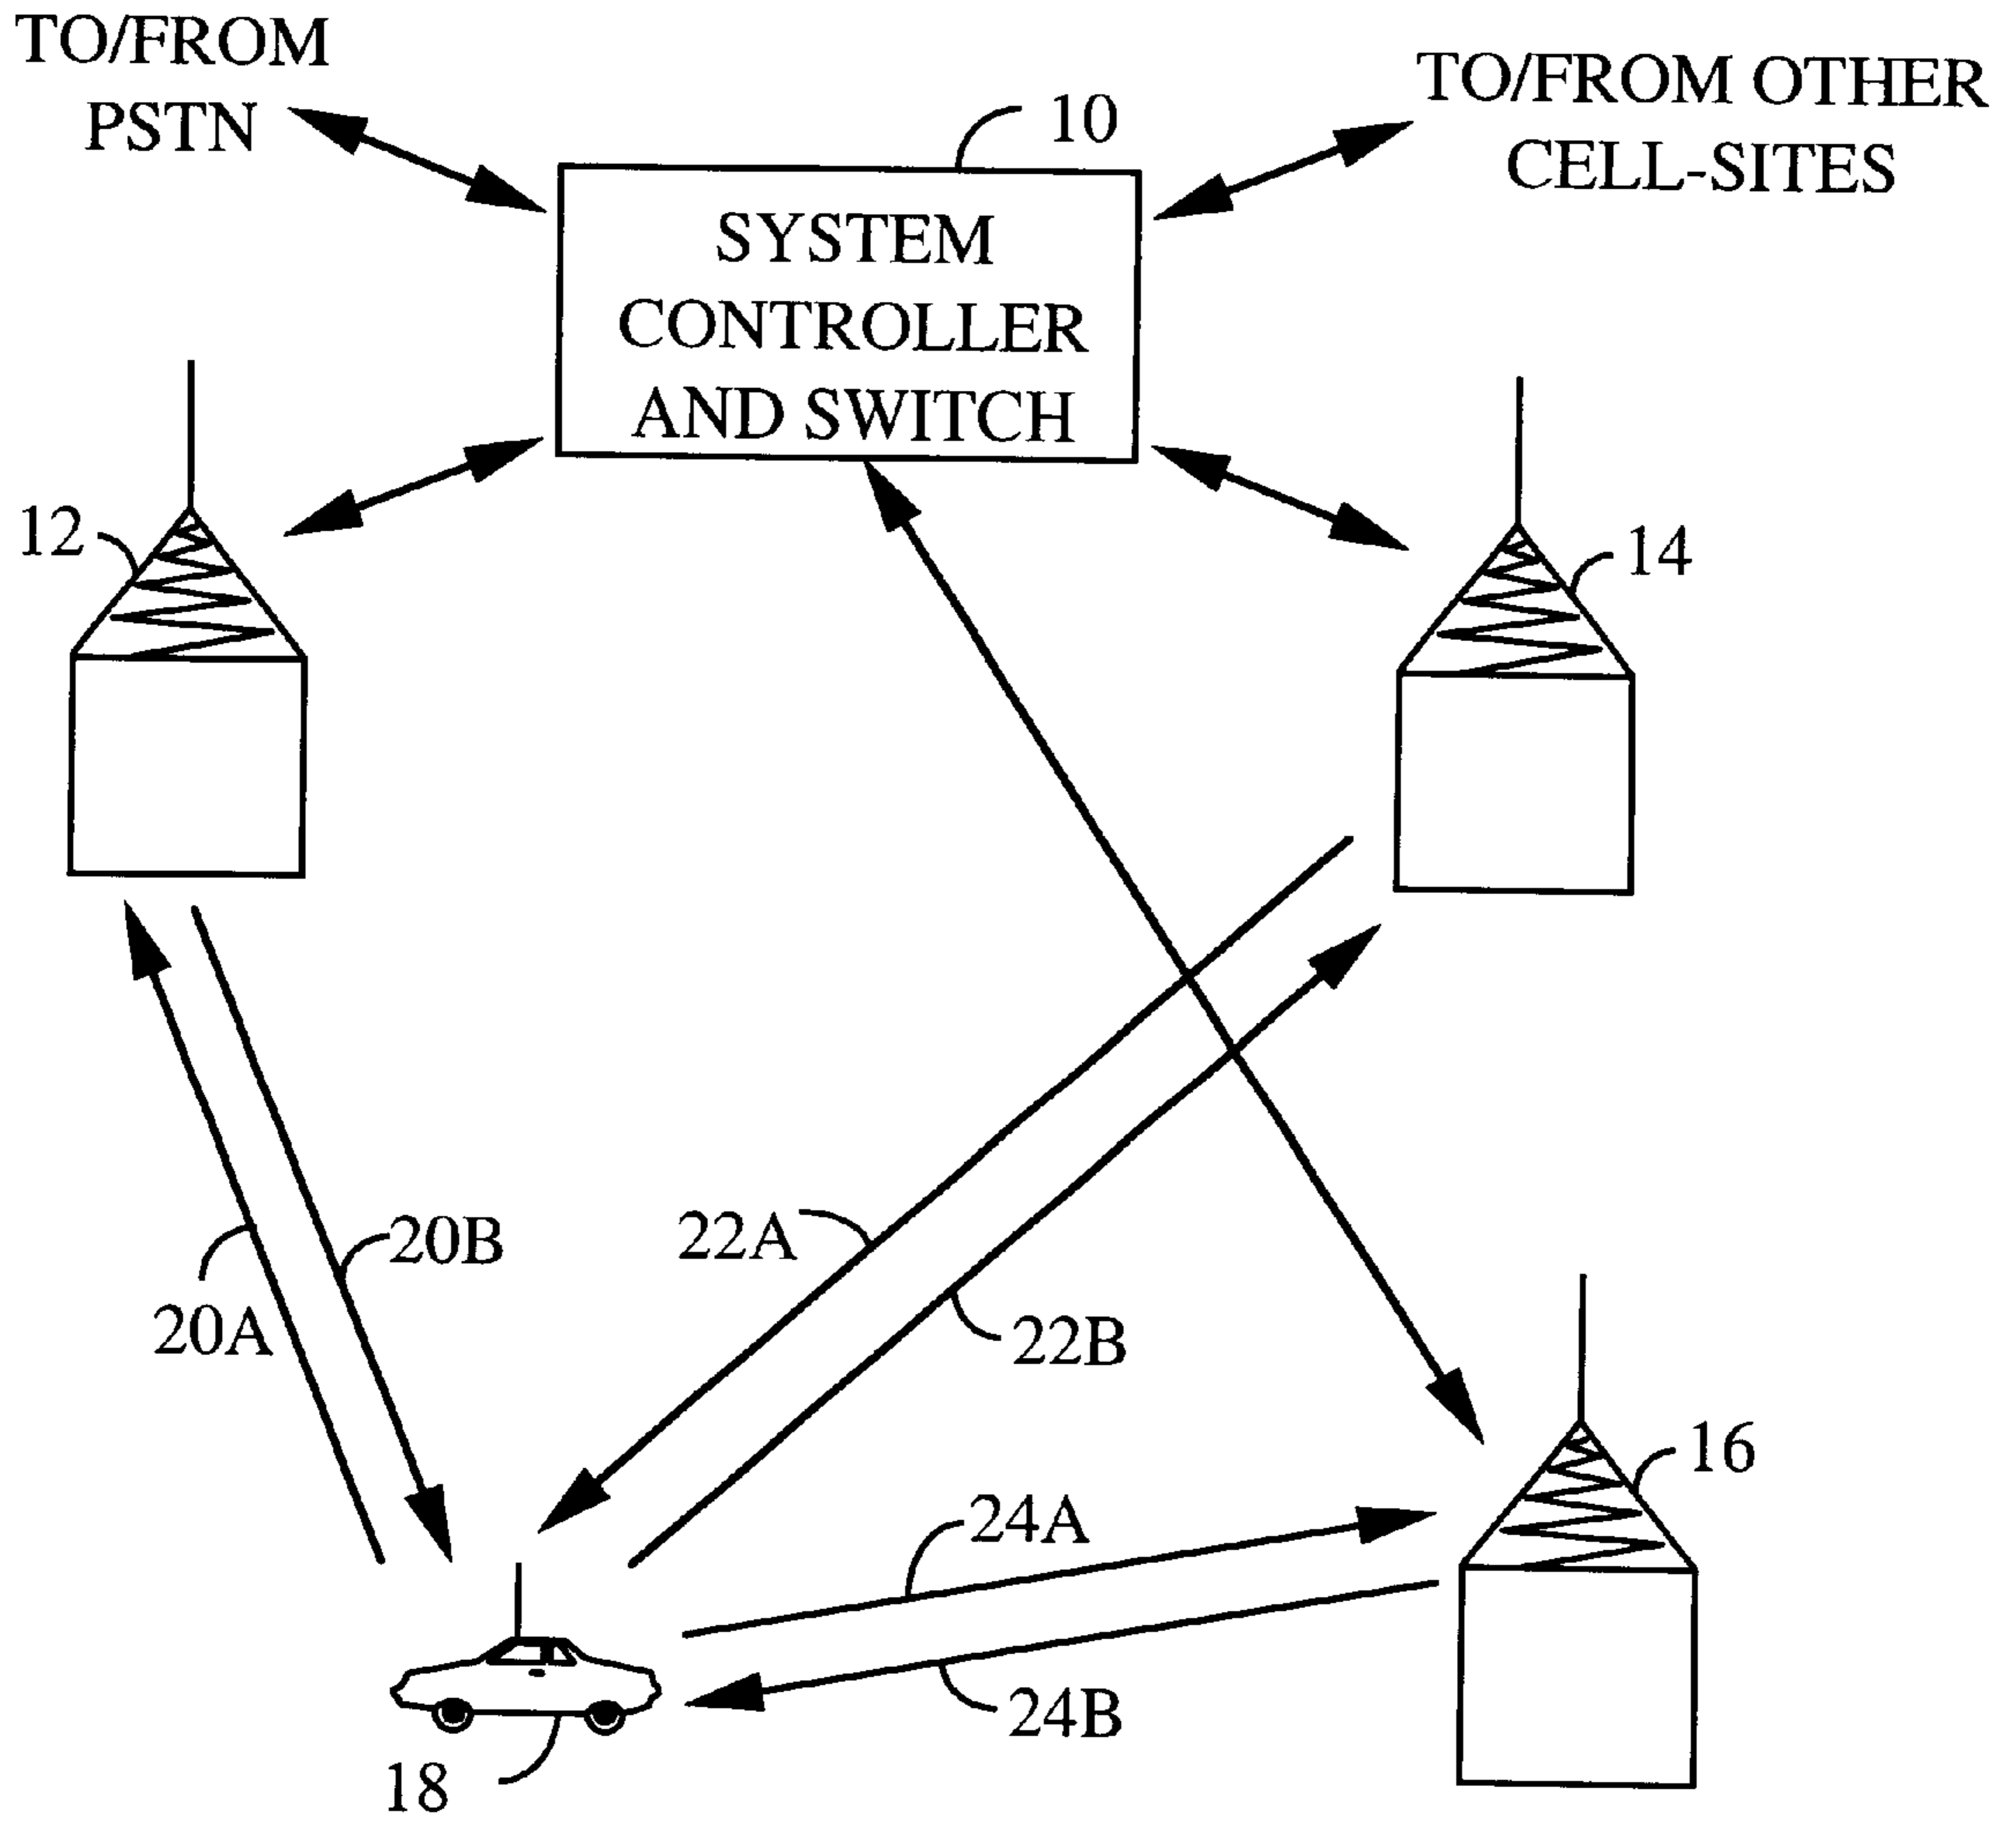 TO/FROM
PSTN
TO/FROM OTHER
CELL-SITES
10
SYSTEM
CONTROLLER
AND SWITCH
12
14
20B
22A
20A
22B
16
24A
24B
18